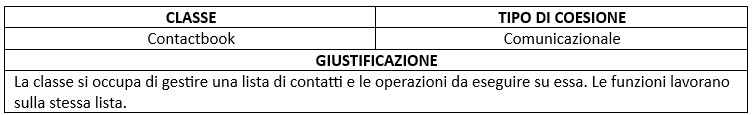 CLASSE TIPO DI COESIONE
Contactbook Comunicazionale
GIUSTIFICAZIONE
La classe si occupa di gestire una lista di contatti e le operazioni da eseguire su essa. Le funzioni lavorano
sulla stessa lista.